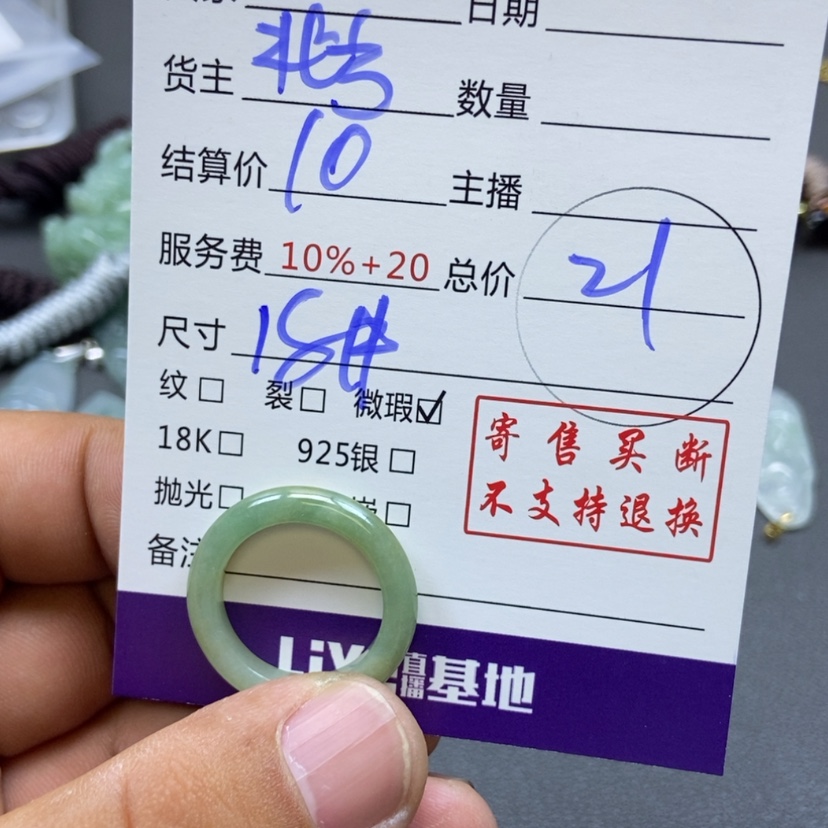 日期
货主 数量
结算价 10 主播
服务费 10%+20 总价 21
尺寸 18#
纹 裂 微瑕
18K 925银
抛光
备注
寄售买断
不支持退换
直播基地